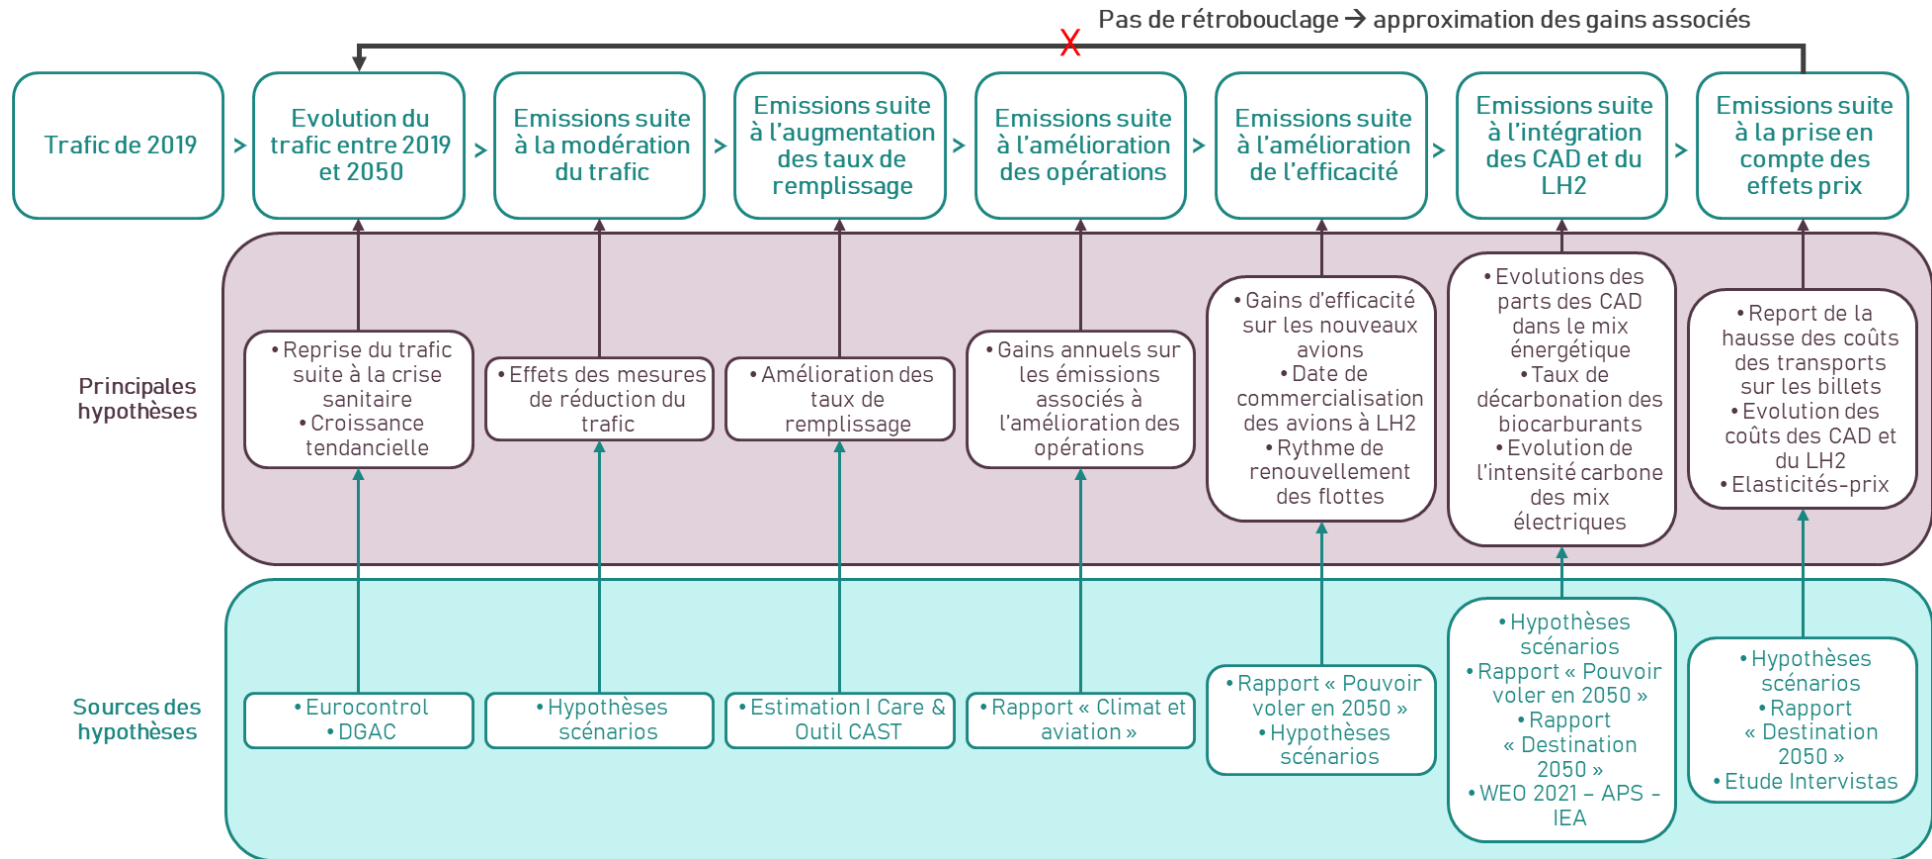 Pas de rétrobouclage → approximation des gains associés
X
Trafic de 2019
>
Evolution du
trafic entre 2019
et 2050
>
Emissions suite
à la modération
du trafic
>
Emissions suite
à l'augmentation
des taux de
remplissage
>
Emissions suite
à l'amélioration
des opérations
>
Emissions suite
à l'amélioration
de l'efficacité
>
Emissions suite
à l'intégration
des CAD et du
LH2
>
Emissions suite
à la prise en
compte des
effets prix
Principales
hypothèses
• Reprise du trafic
suite à la crise
sanitaire
• Croissance
tendancielle
• Effets des mesures
de réduction du
trafic
• Amélioration des
taux de
remplissage
• Gains annuels sur
les émissions
associés à
l'amélioration des
opérations
• Gains d'efficacité
sur les nouveaux
avions
• Date de
commercialisation
des avions à LH2
• Rythme de
renouvellement
des flottes
• Evolutions des
parts des CAD
dans le mix
énergétique
• Taux de
décarbonation des
biocarburants
• Evolution de
l'intensité carbone
des mix
électriques
• Report de la
hausse des coûts
des transports
sur les billets
• Evolution des
coûts des CAD et
du LH2
• Elasticités-prix
Sources des
hypothèses
• Eurocontrol
• DGAC
• Hypothèses
scénarios
• Estimation I Care &
Outil CAST
• Rapport « Climat et
aviation »
• Rapport « Pouvoir
voler en 2050 »
• Hypothèses
scénarios
• Hypothèses
scénarios
• Rapport « Pouvoir
voler en 2050 »
• Rapport
« Destination
2050 »
• WEO 2021 – APS -
IEA
• Hypothèses
scénarios
• Rapport
« Destination
2050 »
• Etude Intervistas